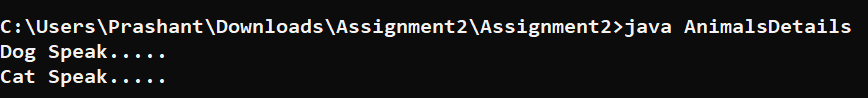 C:\Users\Prashant\Downloads\Assignment2\Assignment2>java AnimalsDetails
Dog Speak.....
Cat Speak.....